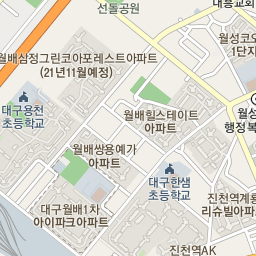 선돌공원
대봉교회
월성코오
1단지
월배삼정그린코아포레스트아파트
(21년11월예정)
대구용천
초등학교
월배힐스테이트
아파트
월성
행정복
월배쌍용예가
아파트
대구한샘
초등학교
대구월배1차
아이파크아파트
진천역계룡
리슈빌아파트
진천역AK